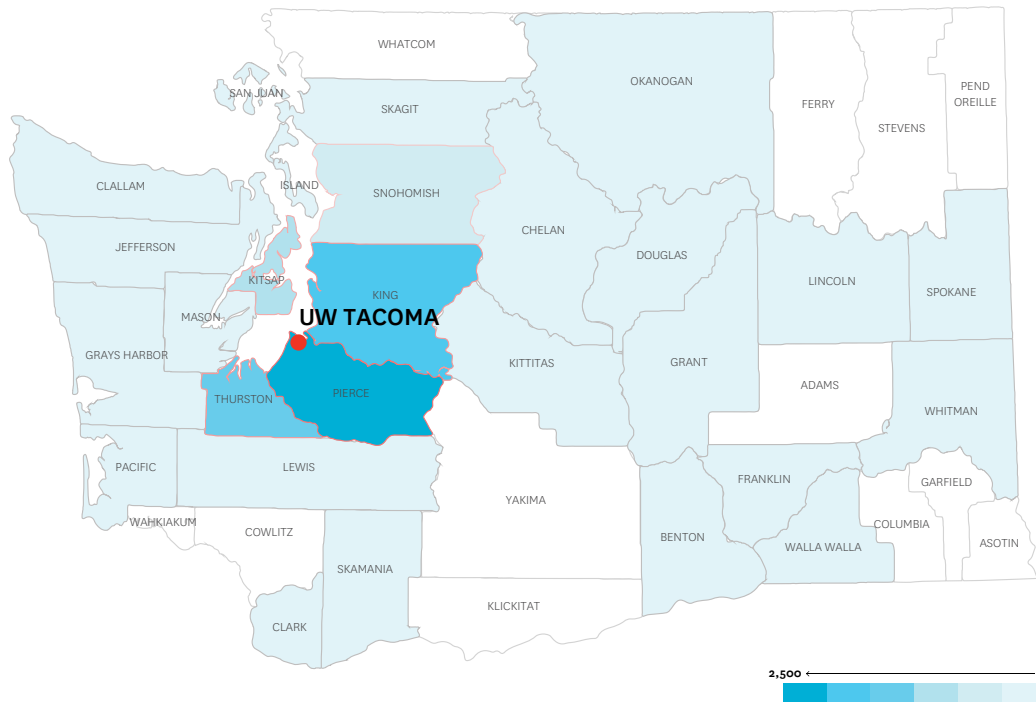 WHATCOM
OKANOGAN
PEND
OREILLE
SAN JUAN
FERRY
SKAGIT
STEVENS
CLALLAM
ISLAND
SNOHOMISH
CHELAN
JEFFERSON
DOUGLAS
KITSAP
LINCOLN
SPOKANE
KING
MASON
UW TACOMA
GRAYS HARBOR
KITTITAS
GRANT
ADAMS
PIERCE
THURSTON
WHITMAN
PACIFIC
LEWIS
FRANKLIN
GARFIELD
YAKIMA
WAHKIAKUM
COLUMBIA
COWLITZ
BENTON
ASOTIN
WALLA WALLA
SKAMANIA
KLICKITAT
CLARK
2,500